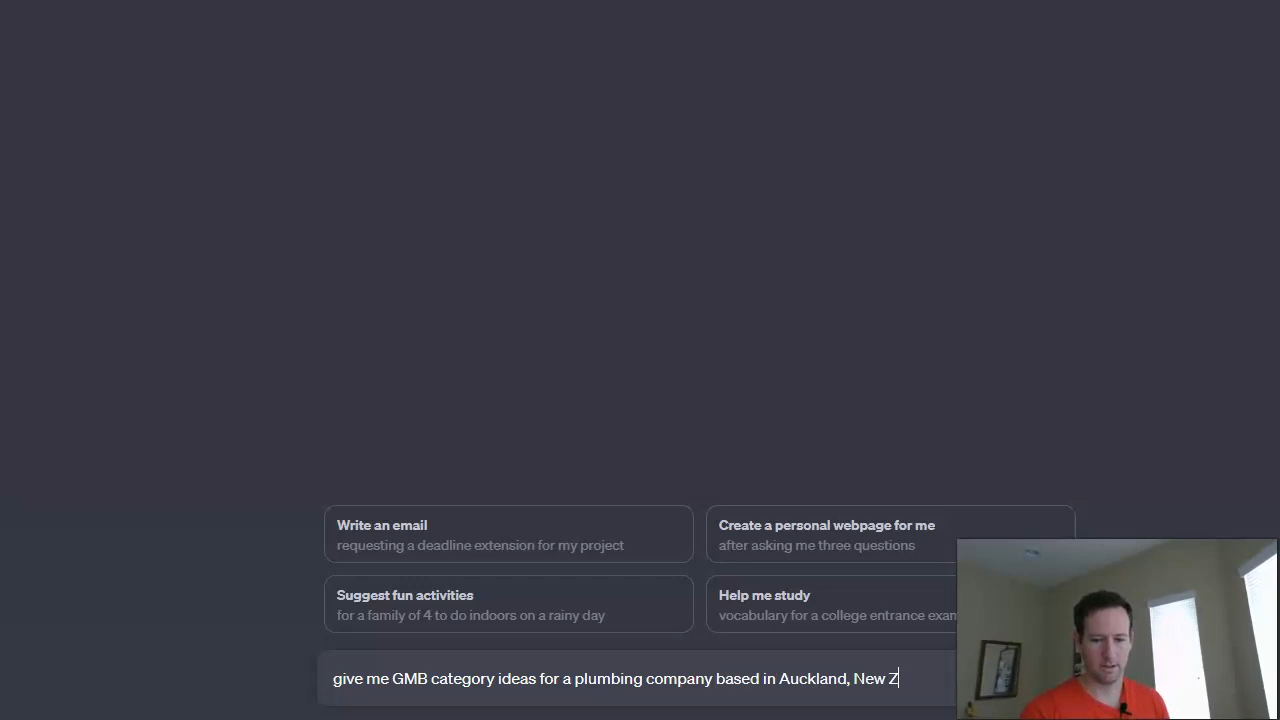 Write an email
requesting a deadline extension for my project
Create a personal webpage for me
after asking me three questions
Suggest fun activities
for a family of 4 to do indoors on a rainy day
Help me study
vocabulary for a college entrance exam
give me GMB category ideas for a plumbing company based in Auckland, New Z